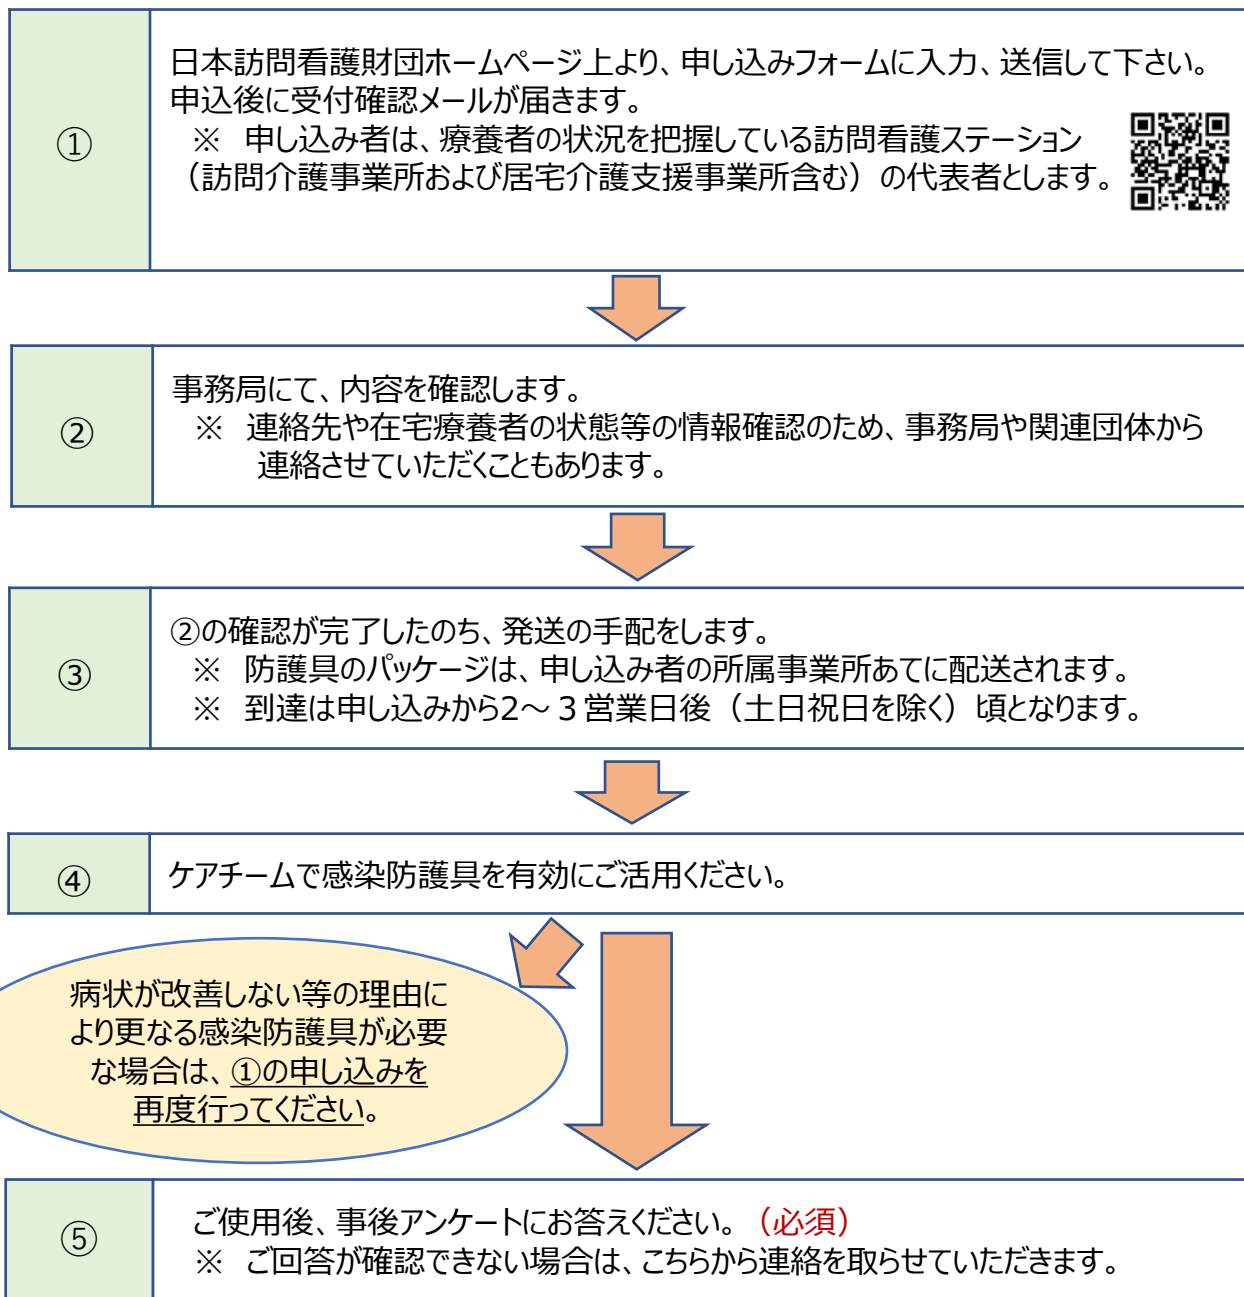 ①
日本訪問看護財団ホームページ上より、申し込みフォームに入力、送信して下さい。
申込後に受付確認メールが届きます。
※ 申し込み者は、療養者の状況を把握している訪問看護ステーション
（訪問介護事業所および居宅介護支援事業所含む）の代表者とします。
②
事務局にて、内容を確認します。
※ 連絡先や在宅療養者の状態等の情報確認のため、事務局や関連団体から
連絡させていただくこともあります。
③
②の確認が完了したのち、発送の手配をします。
※ 防護具のパッケージは、申し込み者の所属事業所あてに配送されます。
※ 到達は申し込みから2～３営業日後（土日祝日を除く）頃となります。
④
ケアチームで感染防護具を有効にご活用ください。
病状が改善しない等の理由に
より更なる感染防護具が必要
な場合は、①の申し込みを
再度行ってください。
⑤
ご使用後、事後アンケートにお答えください。（必須）
※ ご回答が確認できない場合は、こちらから連絡を取らせていただきます。